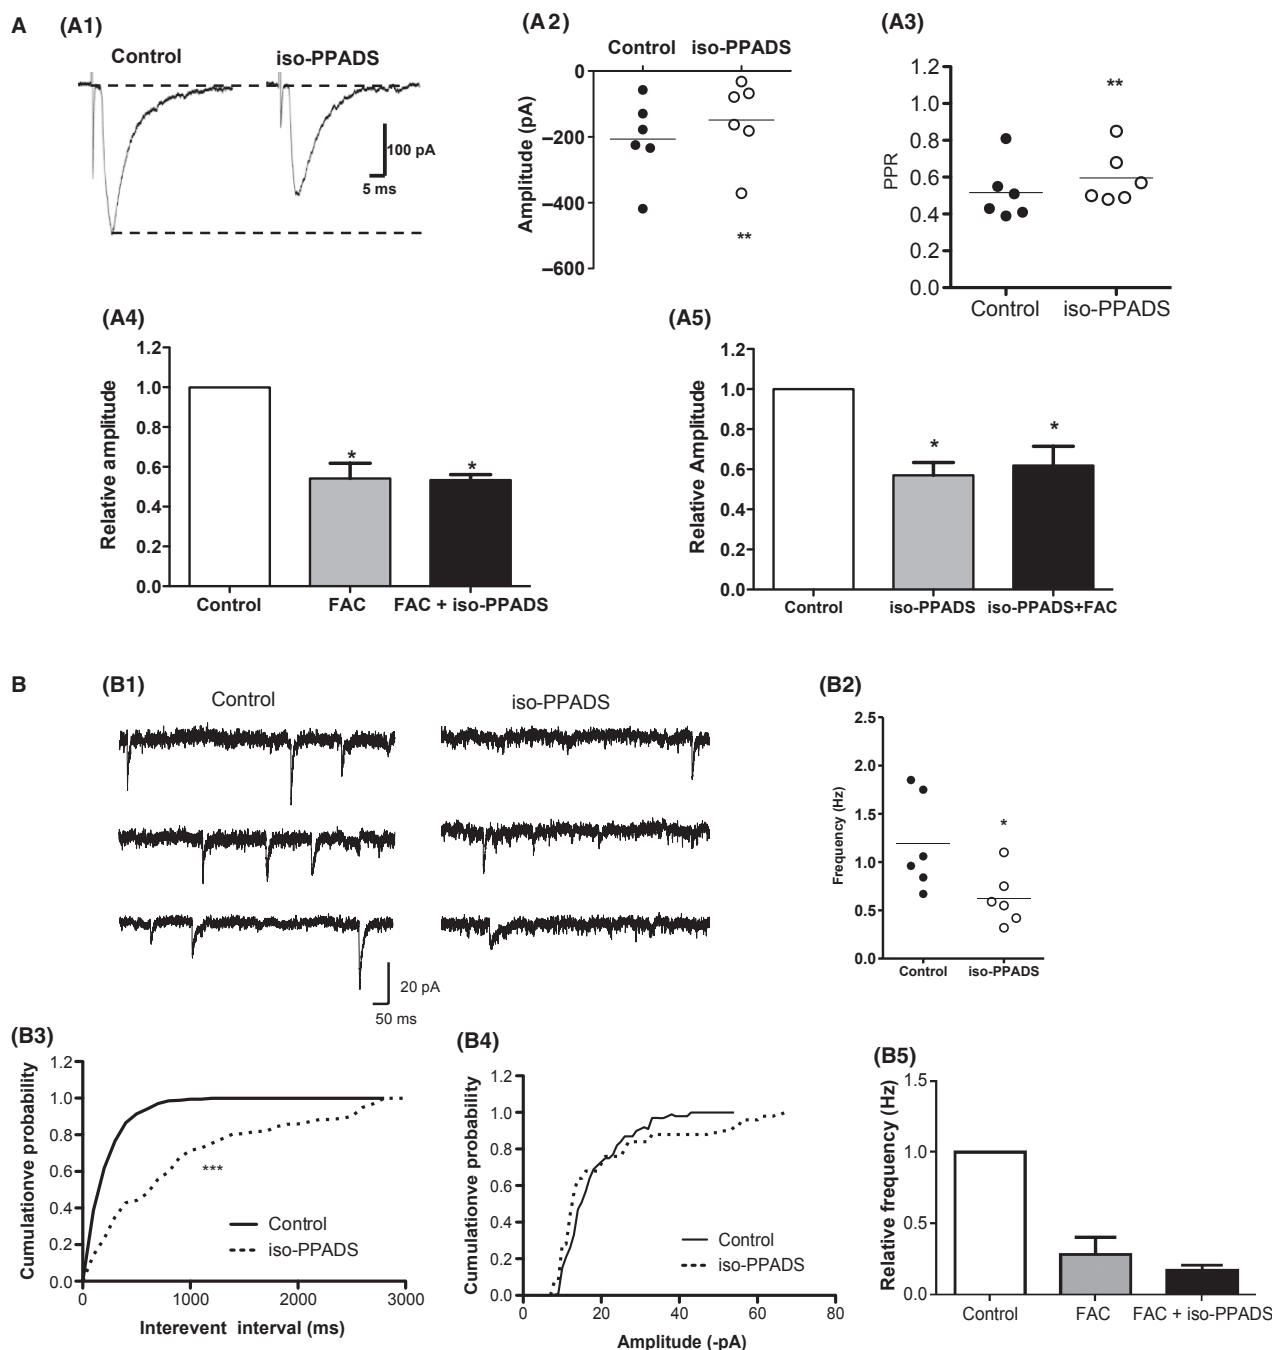 A (A1)
Control iso-PPADS
100 pA
5 ms
(A2)
Control iso-PPADS
0
–200
–400
–600
Amplitude (pA)
**
(A3)
1.2
1.0
0.8
0.6
0.4
0.2
0.0
PPR
**
Control iso-PPADS
(A4)
1.2
1.0
0.8
0.6
0.4
0.2
0.0
Relative amplitude
* *
Control FAC FAC + iso-PPADS
(A5)
1.2
1.0
0.8
0.6
0.4
0.2
0.0
Relative Amplitude
* *
Control iso-PPADS iso-PPADS+FAC
B (B1)
Control iso-PPADS
20 pA
50 ms
(B2)
2.5
2.0
1.5
1.0
0.5
0.0
Frequency (Hz)
*
Control iso-PPADS
(B3)
1.2
1.0
0.8
0.6
0.4
0.2
0.0
Cumulationve probability
***
Control
iso-PPADS
0 1000 2000 3000
Interevent interval (ms)
(B4)
1.2
1.0
0.8
0.6
0.4
0.2
0.0
Cumulationve probability
Control
iso-PPADS
0 20 40 60 80
Amplitude (-pA)
(B5)
1.5
1.0
0.5
0.0
Relative frequency (Hz)
Control FAC FAC + iso-PPADS